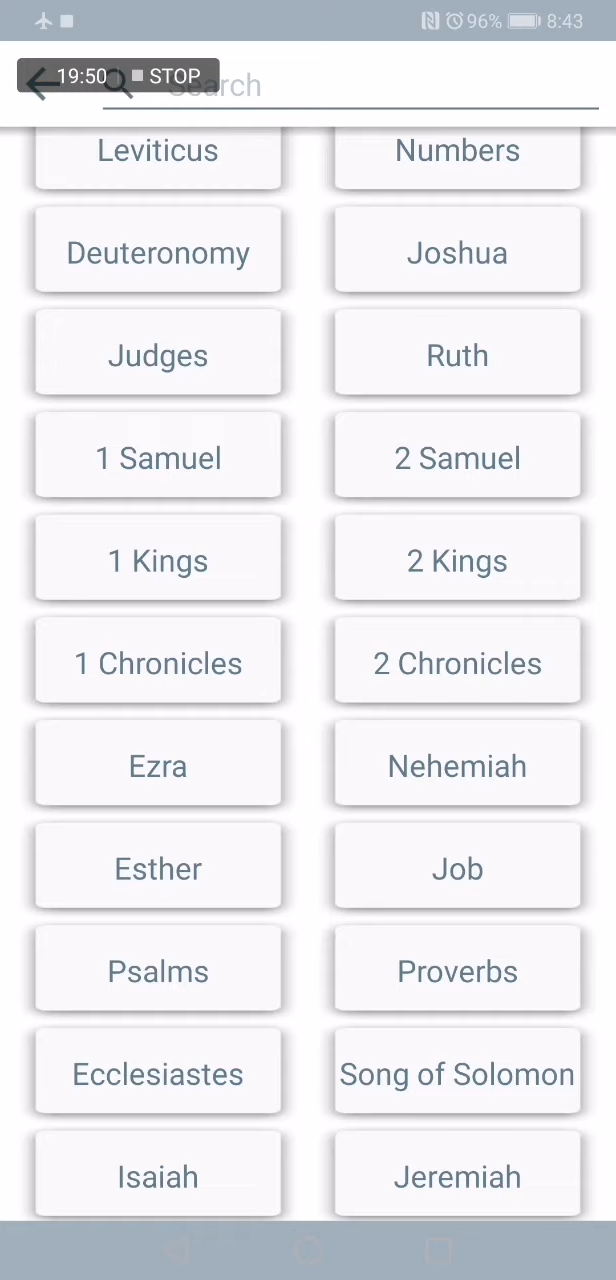 96% 8:43
19:50 STOP Search
Leviticus Numbers
Deuteronomy Joshua
Judges Ruth
1 Samuel 2 Samuel
1 Kings 2 Kings
1 Chronicles 2 Chronicles
Ezra Nehemiah
Esther Job
Psalms Proverbs
Ecclesiastes Song of Solomon
Isaiah Jeremiah